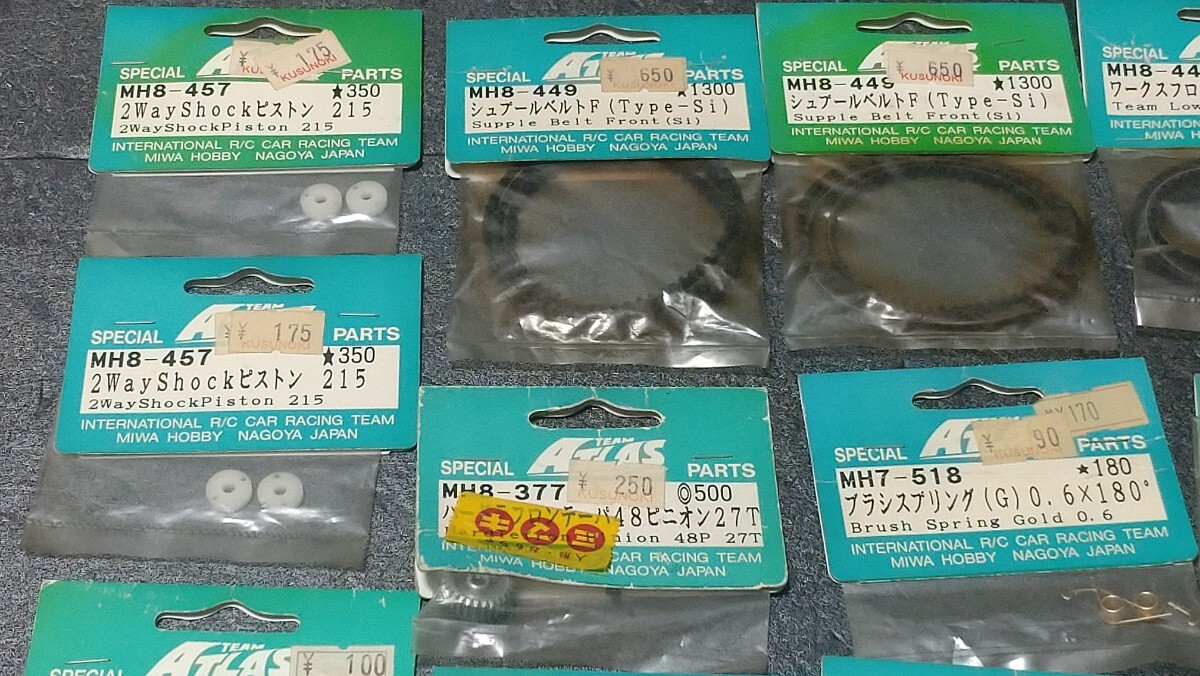 ¥ 175
KUSUNOKI
SPECIAL PARTS
MH8-457 ★350
2WayShockピストン 215
2WayShockPiston 215
INTERNATIONAL R/C CAR RACING TEAM
MIWA HOBBY NAGOYA JAPAN
TEAM
¥ 650
SPECIAL PARTS
MH8-449 ★1300
シュプールベルトF(Type-Si)
Supple Belt Front(Si)
INTERNATIONAL R/C CAR RACING TEAM
MIWA HOBBY NAGOYA JAPAN
¥ 650
KUSUNOKI
SPECIAL PARTS
MH8-449 ★1300
シュプールベルトF(Type-Si)
Supple Belt Front(Si)
INTERNATIONAL R/C CAR RACING TEAM
MIWA HOBBY NAGOYA JAPAN
SPECIAL
MH8-44
ワークスフロ
Team Low
INTERNATION
M
TEAM
¥ ¥ 175
KUSUNOKI
SPECIAL PARTS
MH8-457 ★350
2WayShockピストン 215
2WayShockPiston 215
INTERNATIONAL R/C CAR RACING TEAM
MIWA HOBBY NAGOYA JAPAN
TEAM
ATLAS
¥ 250
KUSUNOKI
SPECIAL PARTS
MH8-377 ◎500
フロンテーパ48ピニオン27T
nion 48P 27T
CAR RACING TEAM
NAGOYA JAPAN
¥170
¥ 90
KUSUNOKI
SPECIAL PARTS
MH7-518 ★180
ブラシスプリング(G)0.6×180°
Brush Spring Gold 0.6
INTERNATIONAL R/C CAR RACING TEAM
MIWA HOBBY NAGOYA JAPAN
TEAM
ATLAS
¥ 100
SPECIAL